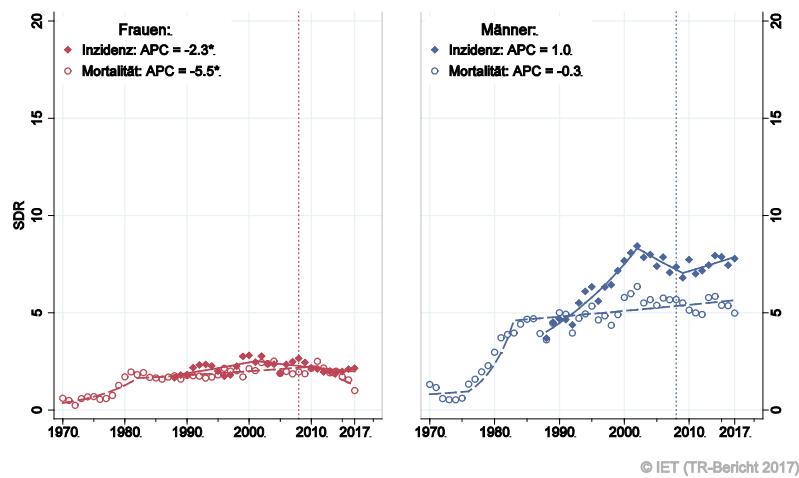 Frauen:
Inzidenz: APC = -2.3*
Mortalität: APC = -5.5*
Männer:
Inzidenz: APC = 1.0
Mortalität: APC = -0.3
SDR
20
15
10
5
0
20
15
10
5
0
1970 1980 1990 2000 2010 2017
1970 1980 1990 2000 2010 2017
© IET (TR-Bericht 2017)